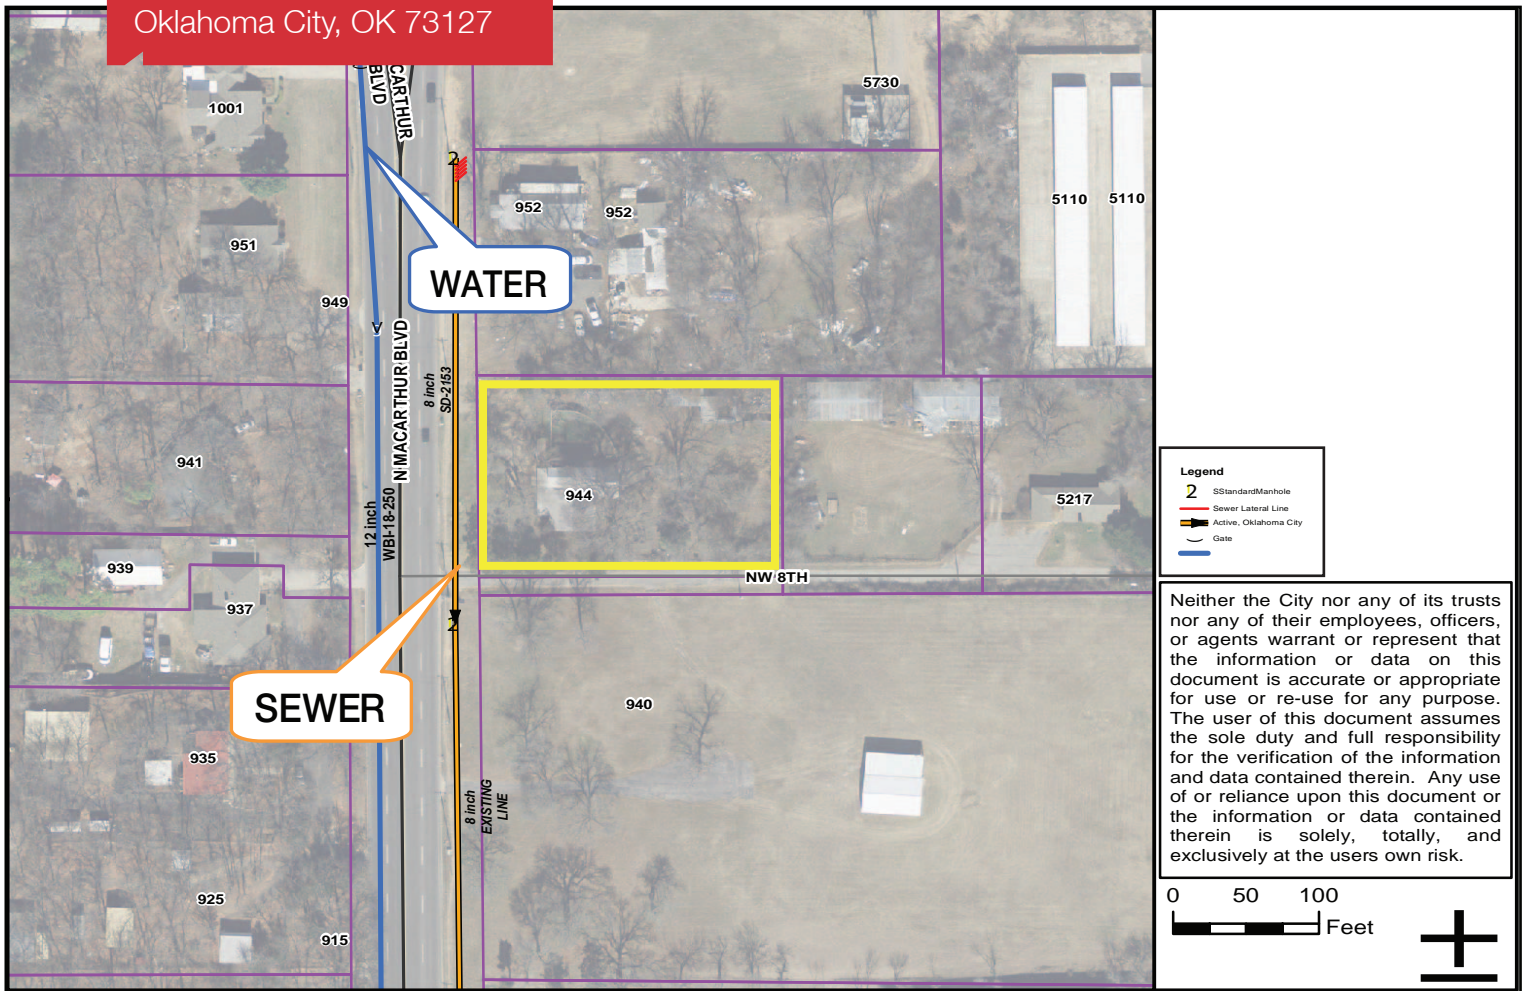 Oklahoma City, OK 73127
BLVD
CARTHUR
1001
5730
2
952
952
5110
5110
951
WATER
949
V
N MACARTHUR BLVD
8 inch
SD-2153
12 inch
WBI-18-250
941
944
5217
939
NW 8TH
937
2
SEWER
940
935
8 inch
EXISTING
LINE
925
915
Legend
2 SStandardManhole
Sewer Lateral Line
Active, Oklahoma City
Gate
Neither the City nor any of its trusts
nor any of their employees, officers,
or agents warrant or represent that
the information or data on this
document is accurate or appropriate
for use or re-use for any purpose.
The user of this document assumes
the sole duty and full responsibility
for the verification of the information
and data contained therein. Any use
of or reliance upon this document or
the information or data contained
therein is solely, totally, and
exclusively at the users own risk.
0 50 100
Feet